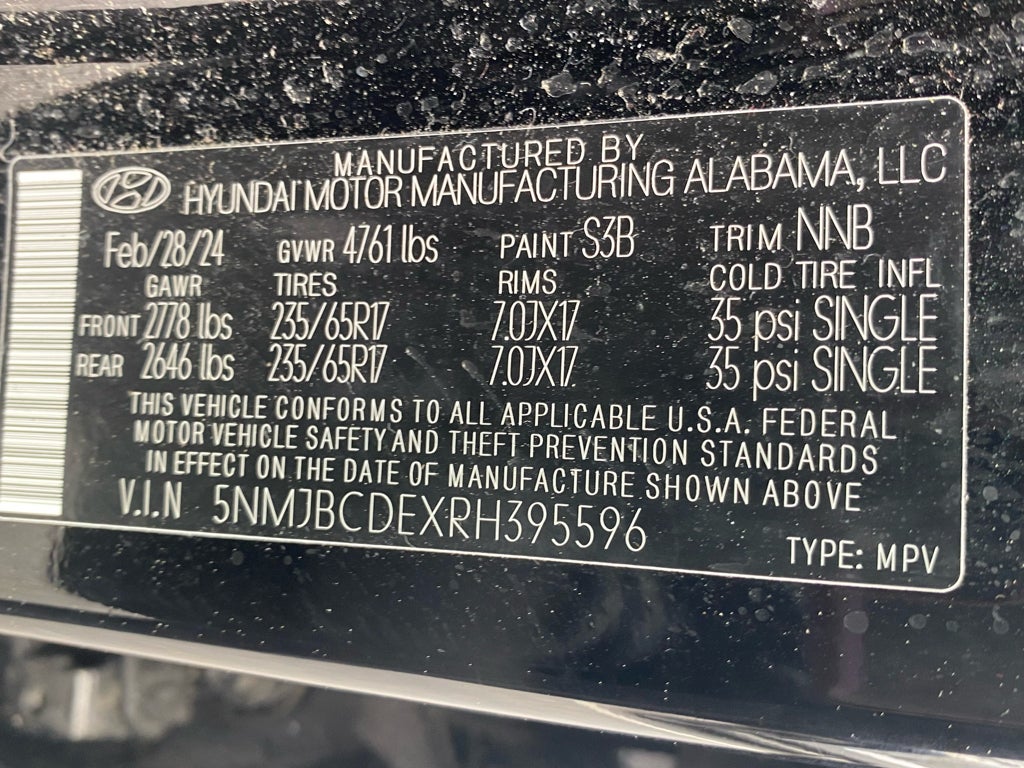 MANUFACTURED BY
HYUNDAI MOTOR MANUFACTURING ALABAMA, LLC
Feb/28/24 GVWR 4761 lbs PAINT S3B TRIM NNB
GAWR TIRES RIMS COLD TIRE INFL
FRONT 2778 lbs 235/65R17 7.0JX17 35 psi SINGLE
REAR 2646 lbs 235/65R17 7.0JX17 35 psi SINGLE
THIS VEHICLE CONFORMS TO ALL APPLICABLE U.S.A. FEDERAL
MOTOR VEHICLE SAFETY AND THEFT PREVENTION STANDARDS
IN EFFECT ON THE DATE OF MANUFACTURE SHOWN ABOVE
V.I.N 5NMJBCDEXRH395596
TYPE: MPV